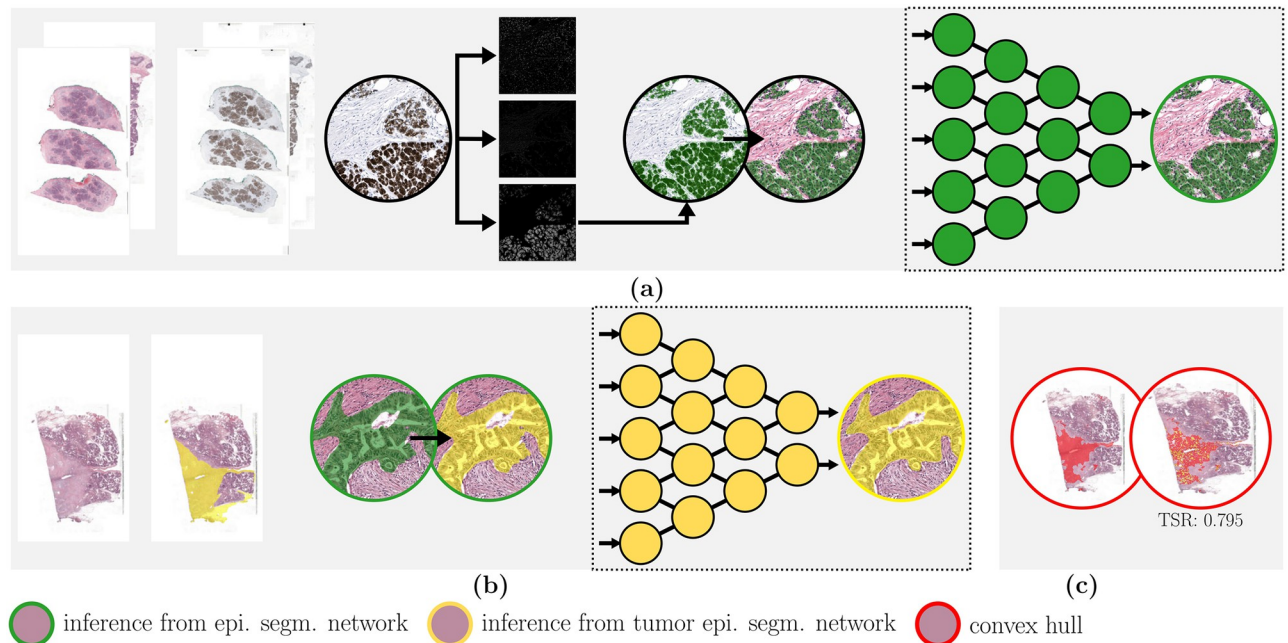 (a)
TSR: 0.795
(b)
(c)
inference from epi. segm. network
inference from tumor epi. segm. network
convex hull